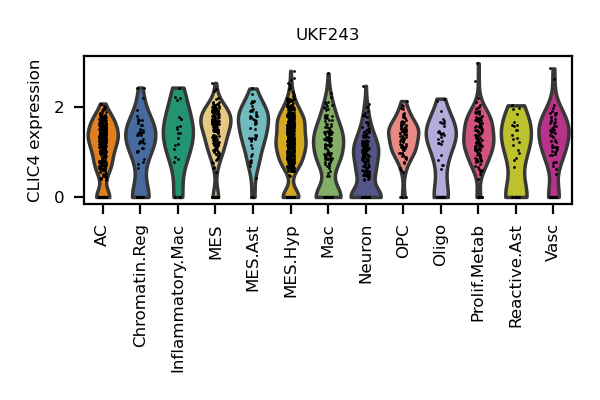 UKF243
CLIC4 expression
2
0
AC
Chromatin.Reg
Inflammatory.Mac
MES
MES.Ast
MES.Hyp
Mac
Neuron
OPC
Oligo
Prolif.Metab
Reactive.Ast
Vasc